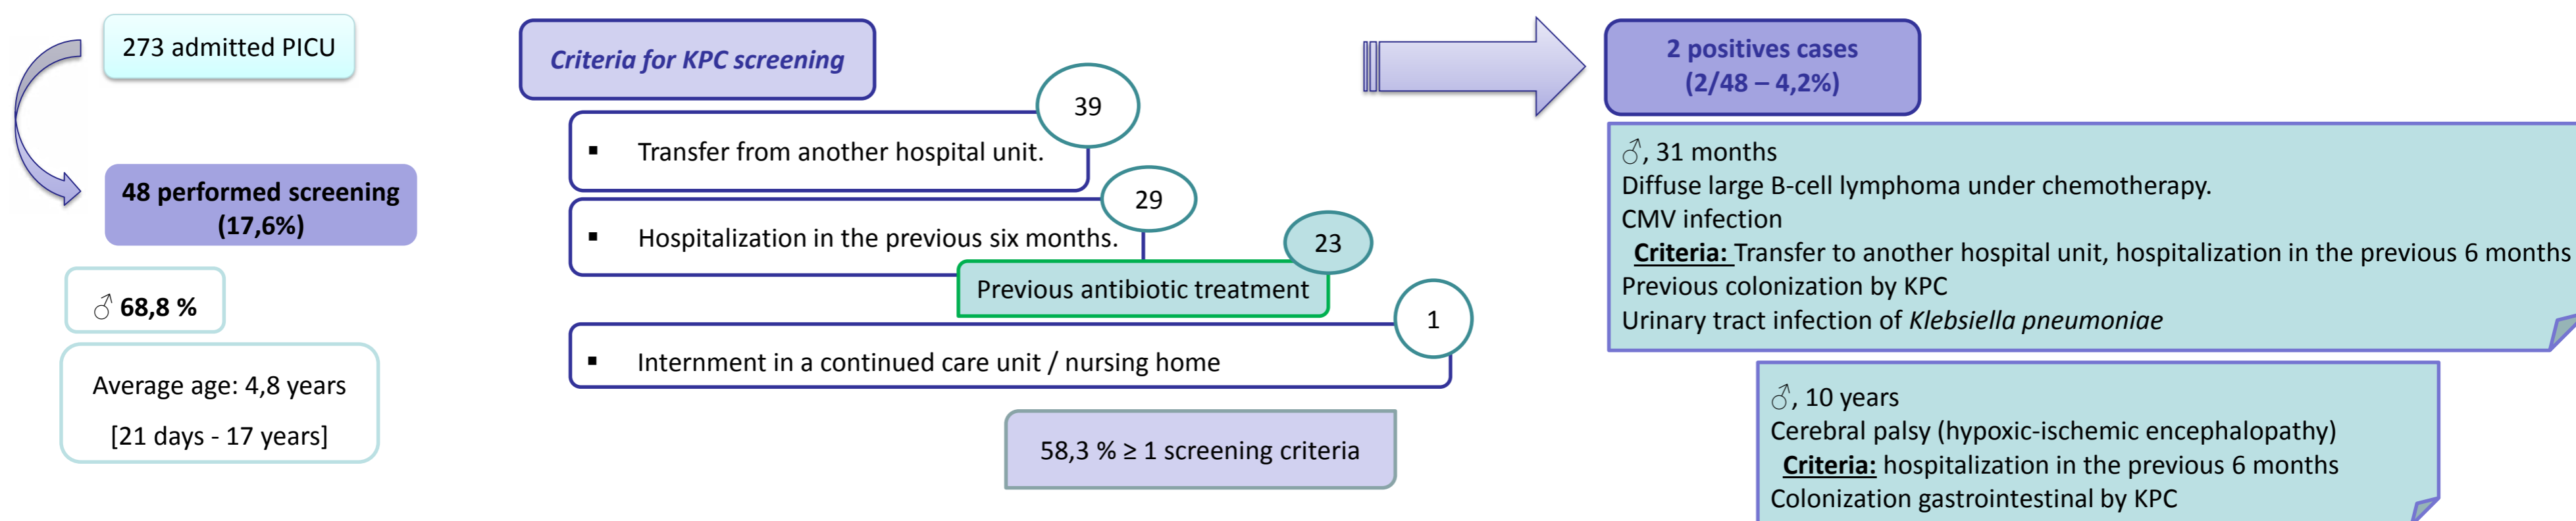 273 admitted PICU
48 performed screening
(17,6%)
♂ 68,8 %
Average age: 4,8 years
[21 days - 17 years]
Criteria for KPC screening
39
▪ Transfer from another hospital unit.
29
▪ Hospitalization in the previous six months.
23
Previous antibiotic treatment
1
▪ Internment in a continued care unit / nursing home
58,3 % ≥ 1 screening criteria
2 positives cases
(2/48 – 4,2%)
♂, 31 months
Diffuse large B-cell lymphoma under chemotherapy.
CMV infection
Criteria: Transfer to another hospital unit, hospitalization in the previous 6 months
Previous colonization by KPC
Urinary tract infection of Klebsiella pneumoniae
♂, 10 years
Cerebral palsy (hypoxic-ischemic encephalopathy)
Criteria: hospitalization in the previous 6 months
Colonization gastrointestinal by KPC